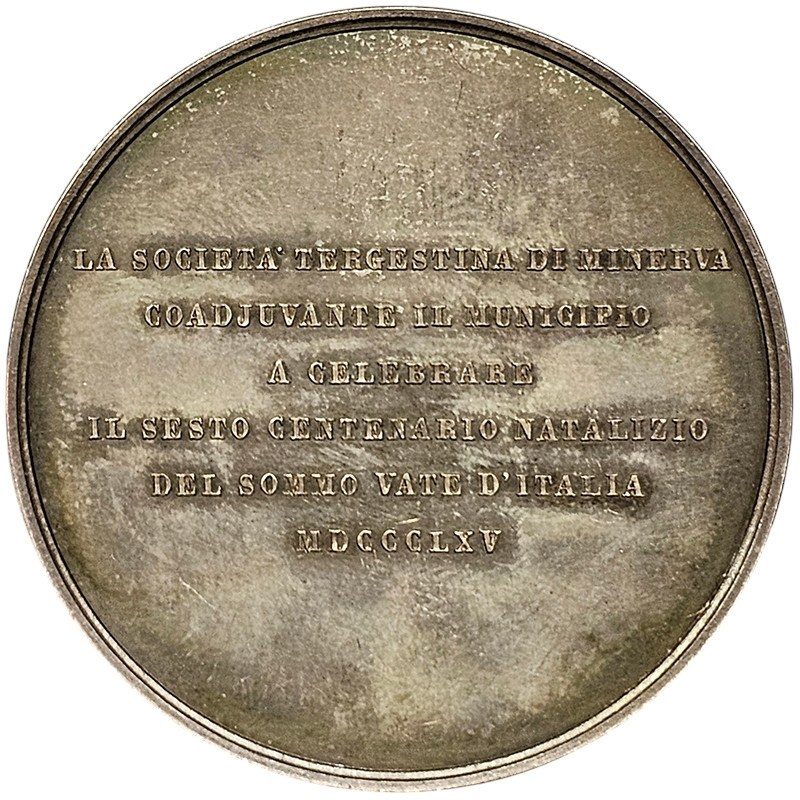 LA SOCIETA' TERGESTINA DI MINERVA
COADJUVANTE IL MUNICIPIO
A CELEBRARE
IL SESTO CENTENARIO NATALIZIO
DEL SOMMO VATE D'ITALIA
MDCCCLXV